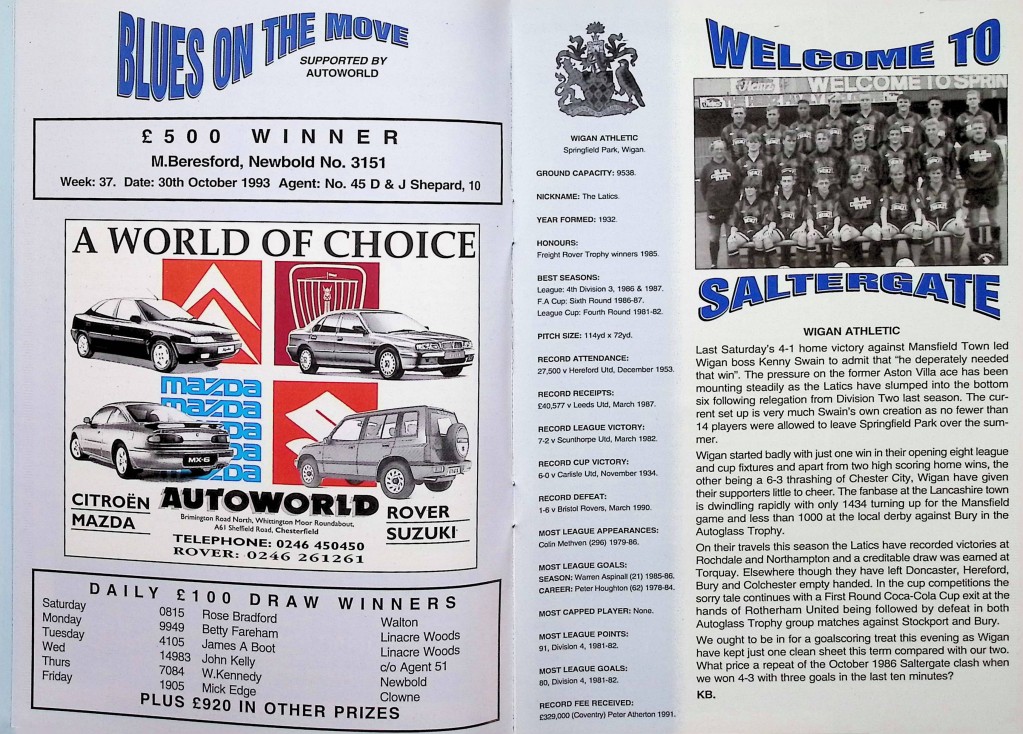 BLUES ON THE MOVE
SUPPORTED BY
AUTOWORLD
£500 WINNER
M.Beresford, Newbold No. 3151
Week: 37. Date: 30th October 1993 Agent: No. 45 D & J Shepard, 10
A WORLD OF CHOICE
mazda
mazda
mazda
mazda
mazda
MX-6
CITROËN
MAZDA
AUTOWORLD
ROVER
SUZUKI
Brimington Road North, Whittington Moor Roundabout,
A61 Sheffield Road, Chesterfield
TELEPHONE: 0246 450450
ROVER: 0246 261261
DAILY £100 DRAW WINNERS
Saturday 0815 Rose Bradford Walton
Monday 9949 Betty Fareham Linacre Woods
Tuesday 4105 James A Boot Linacre Woods
Wed 14983 John Kelly c/o Agent 51
Thurs 7084 W.Kennedy Newbold
Friday 1905 Mick Edge Clowne
PLUS £920 IN OTHER PRIZES
WIGAN ATHLETIC
Springfield Park, Wigan.
GROUND CAPACITY: 9538.
NICKNAME: The Latics.
YEAR FORMED: 1932.
HONOURS:
Freight Rover Trophy winners 1985.
BEST SEASONS:
League: 4th Division 3, 1986 & 1987.
F.A Cup: Sixth Round 1986-87.
League Cup: Fourth Round 1981-82.
PITCH SIZE: 114yd x 72yd.
RECORD ATTENDANCE:
27,500 v Hereford Utd, December 1953.
RECORD RECEIPTS:
£40,577 v Leeds Utd, March 1987.
RECORD LEAGUE VICTORY:
7-2 v Scunthorpe Utd, March 1982.
RECORD CUP VICTORY:
6-0 v Carlisle Utd, November 1934.
RECORD DEFEAT:
1-6 v Bristol Rovers, March 1990.
MOST LEAGUE APPEARANCES:
Colin Methven (296) 1979-86.
MOST LEAGUE GOALS:
SEASON: Warren Aspinall (21) 1985-86.
CAREER: Peter Houghton (62) 1978-84.
MOST CAPPED PLAYER: None.
MOST LEAGUE POINTS:
91, Division 4, 1981-82.
MOST LEAGUE GOALS:
80, Division 4, 1981-82.
RECORD FEE RECEIVED:
£329,000 (Coventry) Peter Atherton 1991.
WELCOME TO
WELCOME TO SPRIN
SALTERGATE
WIGAN ATHLETIC
Last Saturday's 4-1 home victory against Mansfield Town led
Wigan boss Kenny Swain to admit that "he deperately needed
that win". The pressure on the former Aston Villa ace has been
mounting steadily as the Latics have slumped into the bottom
six following relegation from Division Two last season. The cur-
rent set up is very much Swain's own creation as no fewer than
14 players were allowed to leave Springfield Park over the sum-
mer.
Wigan started badly with just one win in their opening eight league
and cup fixtures and apart from two high scoring home wins, the
other being a 6-3 thrashing of Chester City, Wigan have given
their supporters little to cheer. The fanbase at the Lancashire town
is dwindling rapidly with only 1434 turning up for the Mansfield
game and less than 1000 at the local derby against Bury in the
Autoglass Trophy.
On their travels this season the Latics have recorded victories at
Rochdale and Northampton and a creditable draw was earned at
Torquay. Elsewhere though they have left Doncaster, Hereford,
Bury and Colchester empty handed. In the cup competitions the
sorry tale continues with a First Round Coca-Cola Cup exit at the
hands of Rotherham United being followed by defeat in both
Autoglass Trophy group matches against Stockport and Bury.
We ought to be in for a goalscoring treat this evening as Wigan
have kept just one clean sheet this term compared with our two.
What price a repeat of the October 1986 Saltergate clash when
we won 4-3 with three goals in the last ten minutes?
KB.